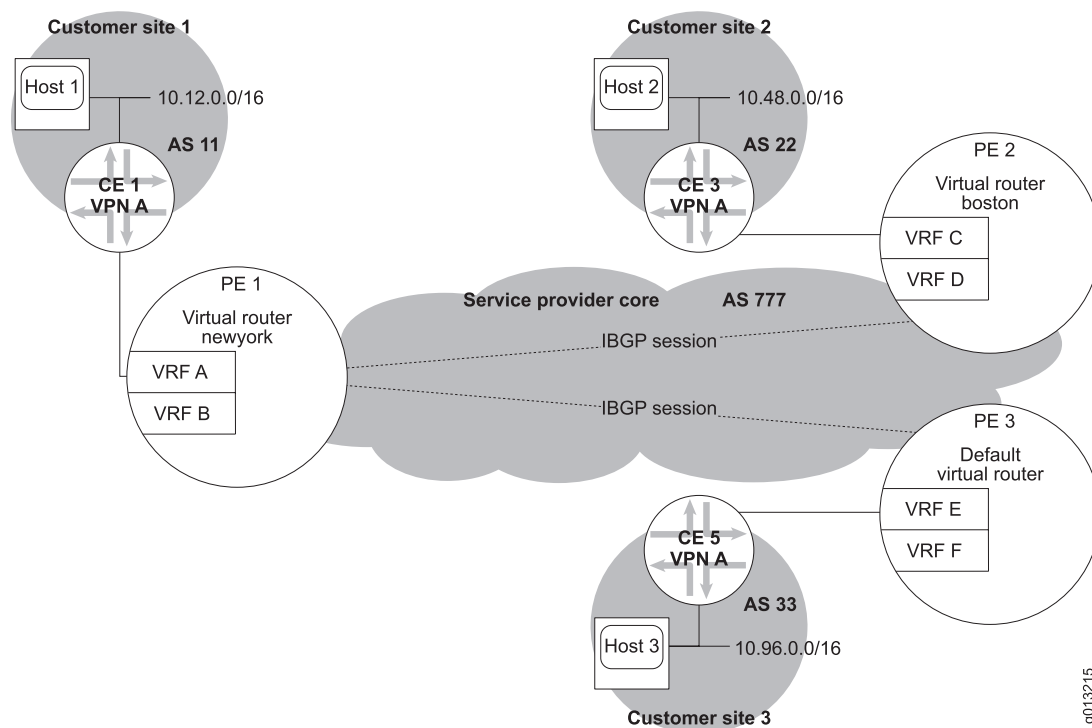 Customer site 1
Host 1
10.12.0.0/16
AS 11
CE 1
VPN A
Customer site 2
Host 2
10.48.0.0/16
AS 22
CE 3
VPN A
PE 2
Virtual router
boston
VRF C
VRF D
PE 1
Virtual router
newyork
VRF A
VRF B
Service provider core
AS 777
IBGP session
IBGP session
PE 3
Default
virtual router
VRF E
VRF F
CE 5
VPN A
AS 33
Host 3
10.96.0.0/16
Customer site 3
g013215